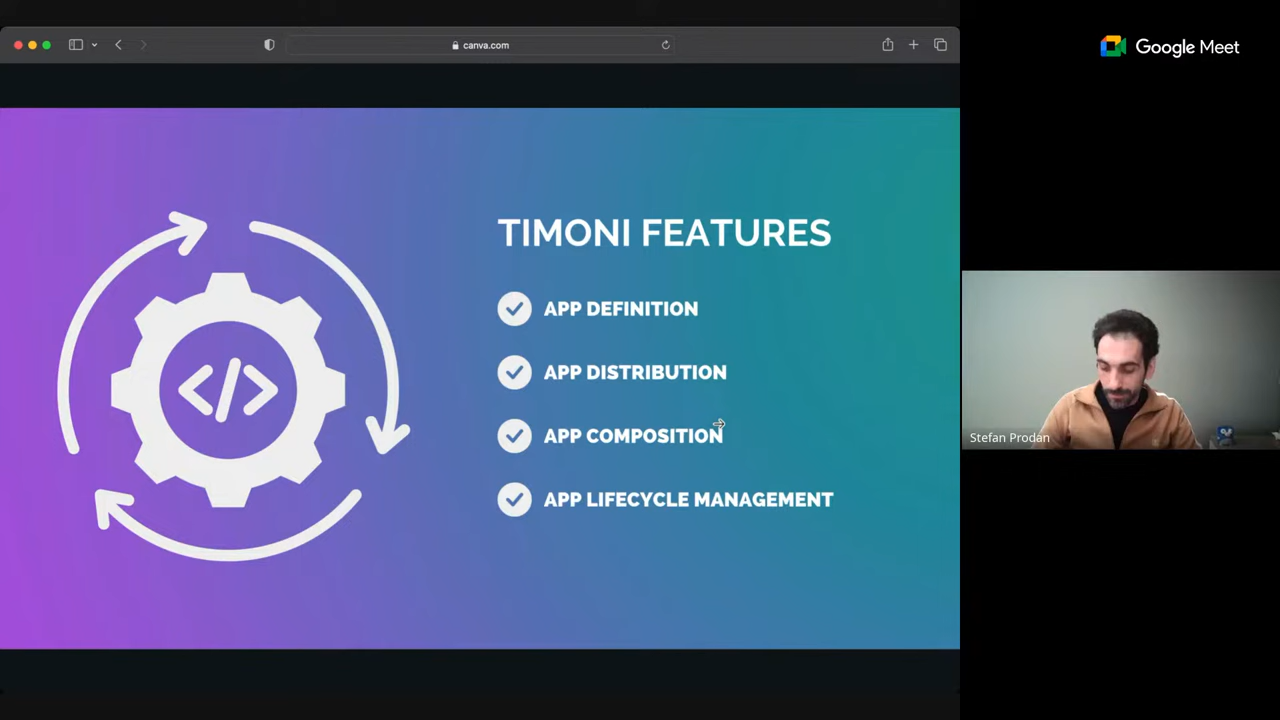 canva.com
Google Meet
TIMONI FEATURES
APP DEFINITION
APP DISTRIBUTION
APP COMPOSITION
APP LIFECYCLE MANAGEMENT
</>
Stefan Prodan